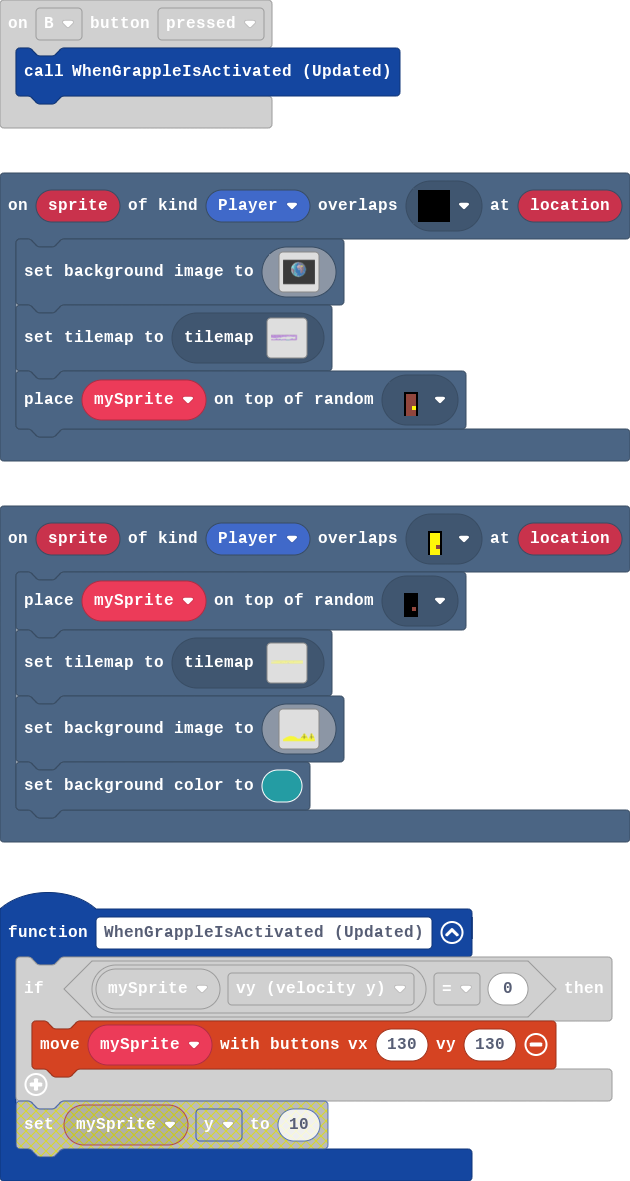 on B button pressed
call WhenGrappleIsActivated (Updated)
on sprite of kind Player overlaps at location
set background image to
set tilemap to tilemap
place mySprite on top of random
on sprite of kind Player overlaps at location
place mySprite on top of random
set tilemap to tilemap
set background image to
set background color to
function WhenGrappleIsActivated (Updated)
if mySprite vy (velocity y) = 0 then
move mySprite with buttons vx 130 vy 130
set mySprite y to 10